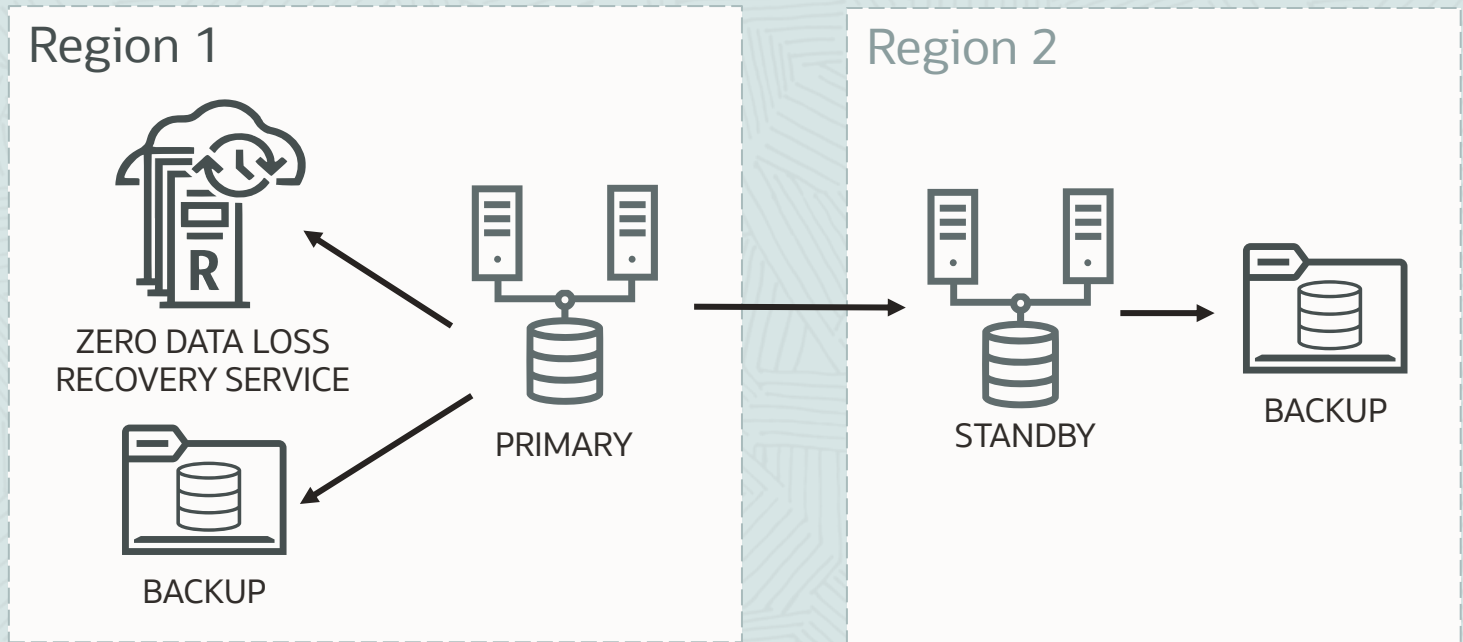 Region 1
R
ZERO DATA LOSS
RECOVERY SERVICE
PRIMARY
BACKUP
Region 2
STANDBY
BACKUP